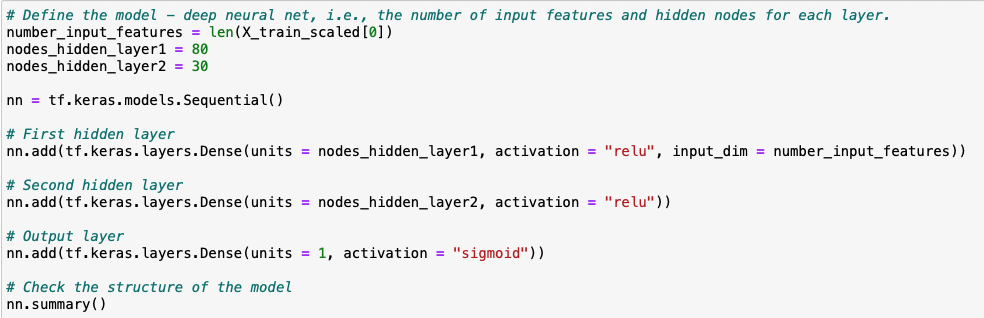 # Define the model – deep neural net, i.e., the number of input features and hidden nodes for each layer.
number_input_features = len(X_train_scaled[0])
nodes_hidden_layer1 = 80
nodes_hidden_layer2 = 30
nn = tf.keras.models.Sequential()
# First hidden layer
nn.add(tf.keras.layers.Dense(units = nodes_hidden_layer1, activation = "relu", input_dim = number_input_features))
# Second hidden layer
nn.add(tf.keras.layers.Dense(units = nodes_hidden_layer2, activation = "relu"))
# Output layer
nn.add(tf.keras.layers.Dense(units = 1, activation = "sigmoid"))
# Check the structure of the model
nn.summary()